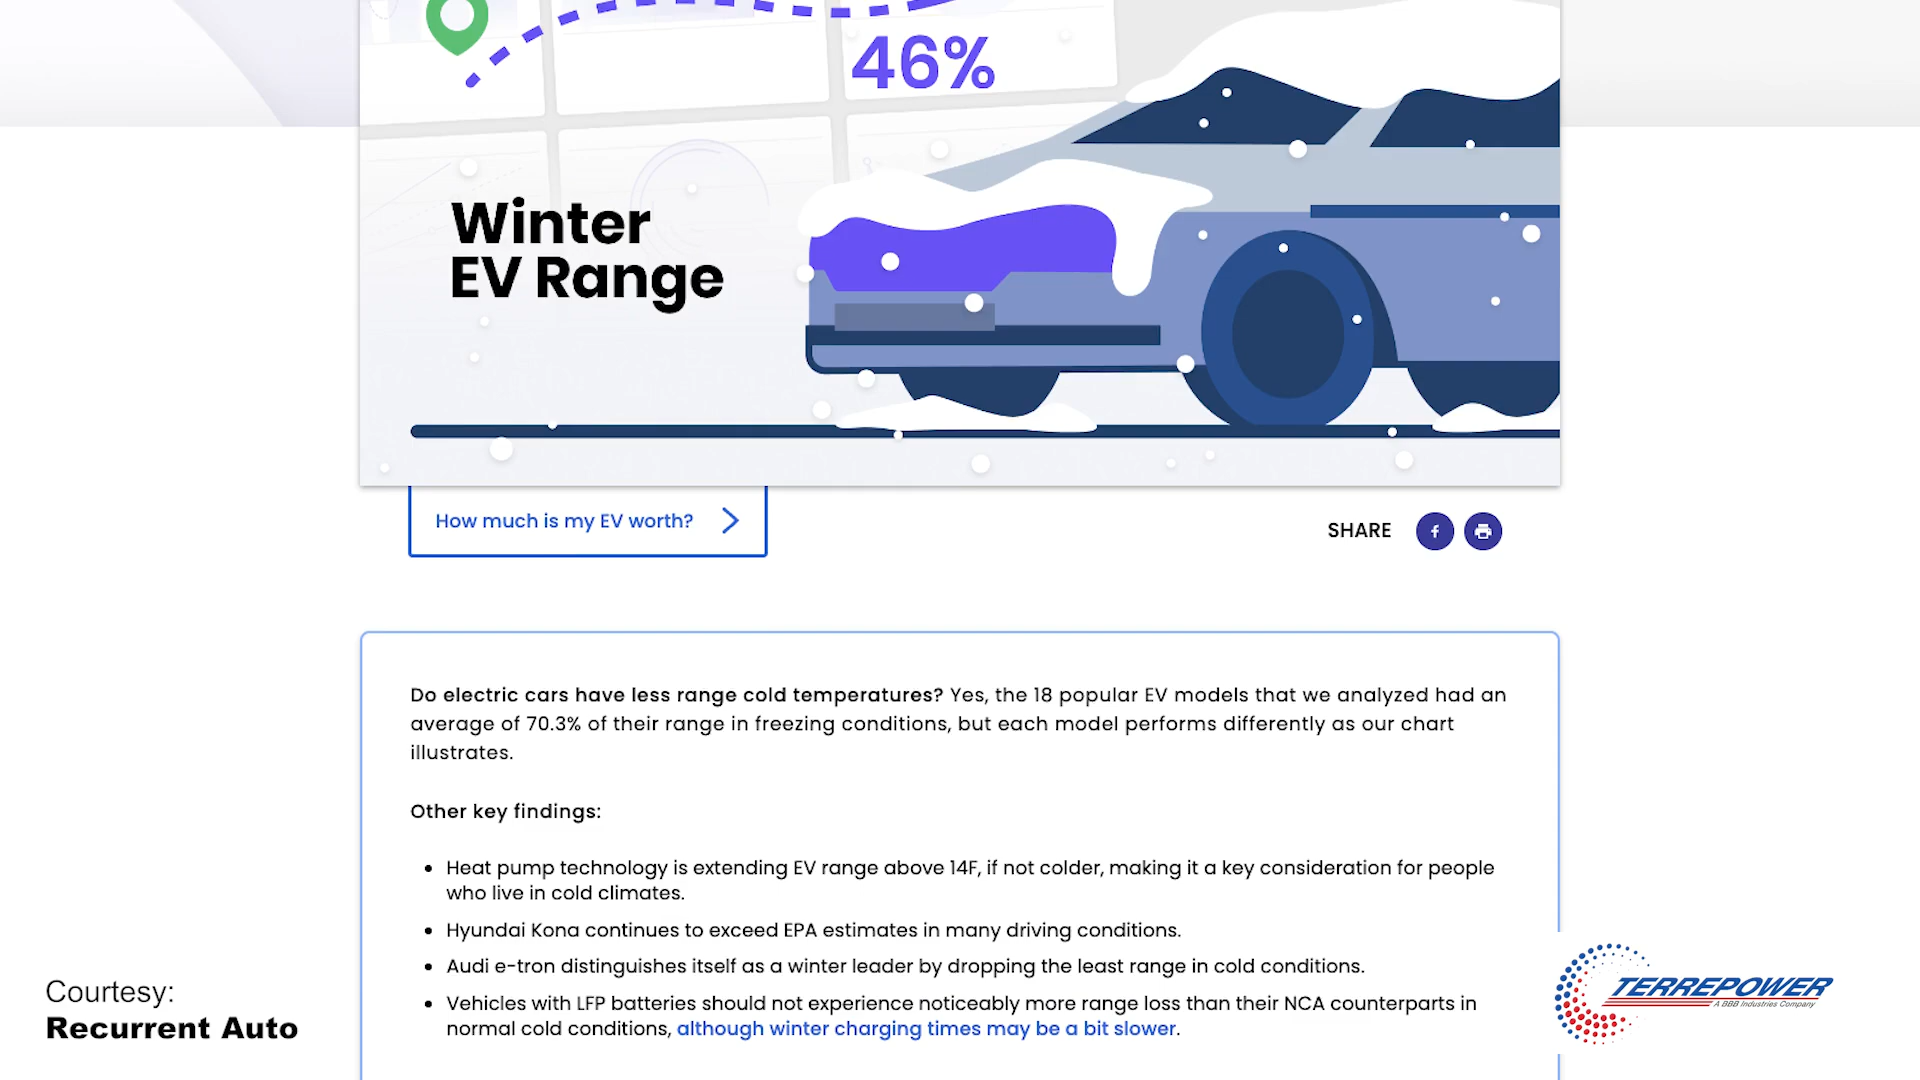 46%
Winter
EV Range
How much is my EV worth?
SHARE
Do electric cars have less range cold temperatures? Yes, the 18 popular EV models that we analyzed had an
average of 70.3% of their range in freezing conditions, but each model performs differently as our chart
illustrates.
Other key findings:
• Heat pump technology is extending EV range above 14F, if not colder, making it a key consideration for people
who live in cold climates.
• Hyundai Kona continues to exceed EPA estimates in many driving conditions.
• Audi e-tron distinguishes itself as a winter leader by dropping the least range in cold conditions.
• Vehicles with LFP batteries should not experience noticeably more range loss than their NCA counterparts in
normal cold conditions, although winter charging times may be a bit slower.
Courtesy:
Recurrent Auto
TERREPOWER
A BBB Industries Company